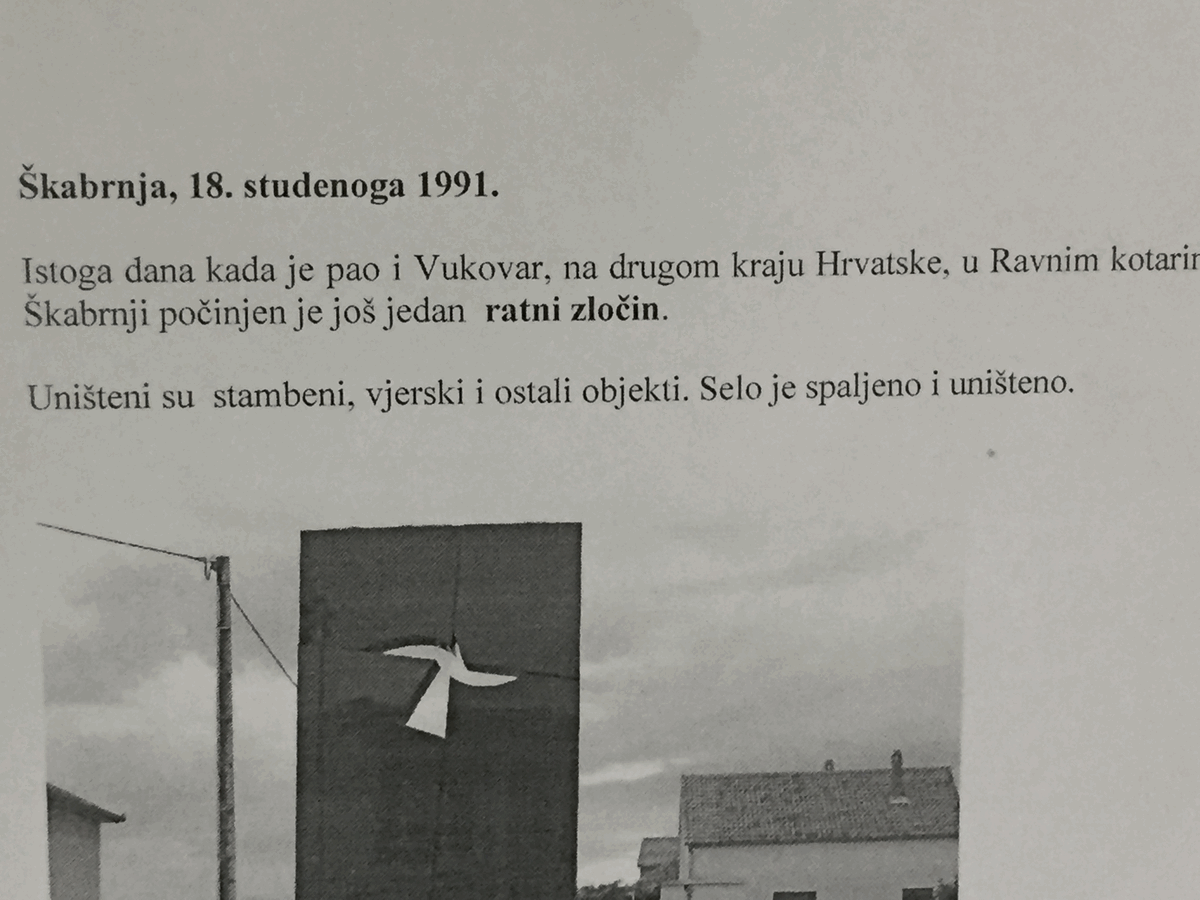 Škabrnja, 18. studenoga 1991.
Istoga dana kada je pao i Vukovar, na drugom kraju Hrvatske, u Ravnim
Škabrnji počinjen je još jedan ratni zločin.
Uništeni su stambeni, vjerski i ostali objekti. Selo je spaljeno i uništeno.